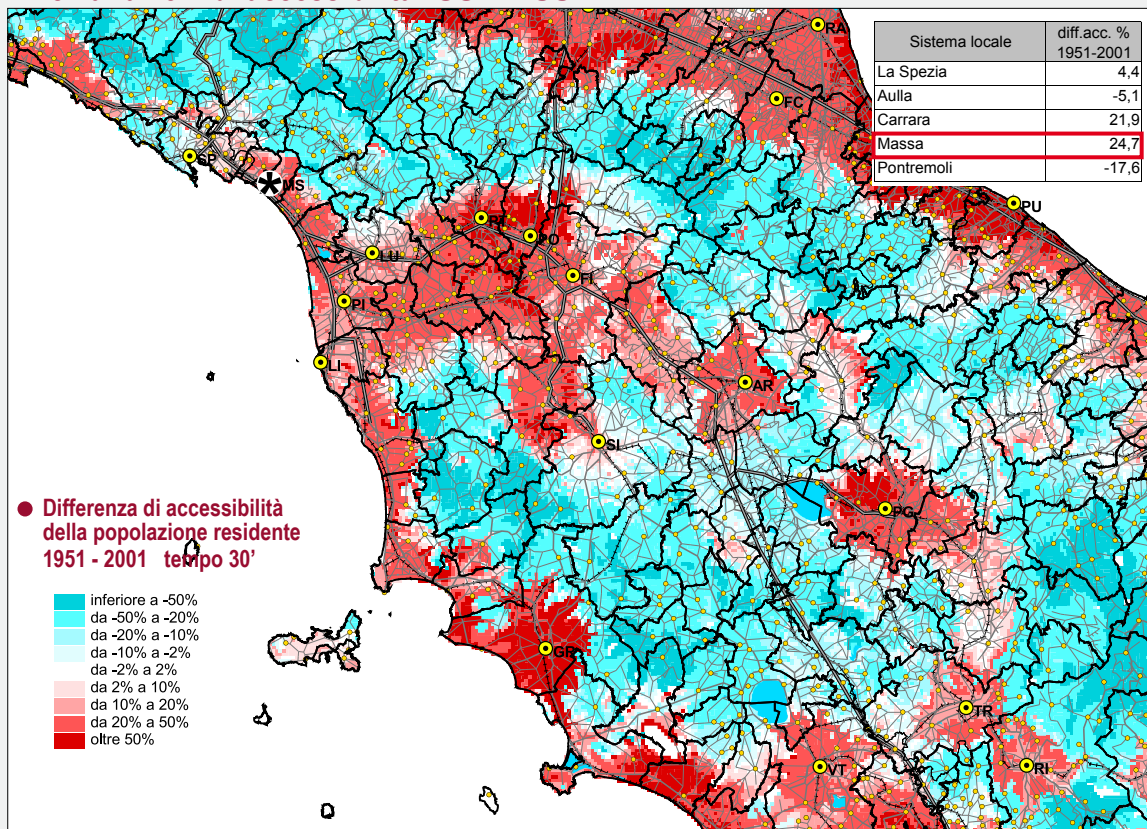 Sistema locale
diff.acc. %
1951-2001
La Spezia 4,4
Aulla -5,1
Carrara 21,9
Massa 24,7
Pontremoli -17,6
RA
FC
SP
MS
PU
PT
PO
LU
FI
PI
LI
AR
SI
PG
GR
TR
VT
RI
Differenza di accessibilità
della popolazione residente
1951 - 2001 tempo 30'
inferiore a -50%
da -50% a -20%
da -20% a -10%
da -10% a -2%
da -2% a 2%
da 2% a 10%
da 10% a 20%
da 20% a 50%
oltre 50%